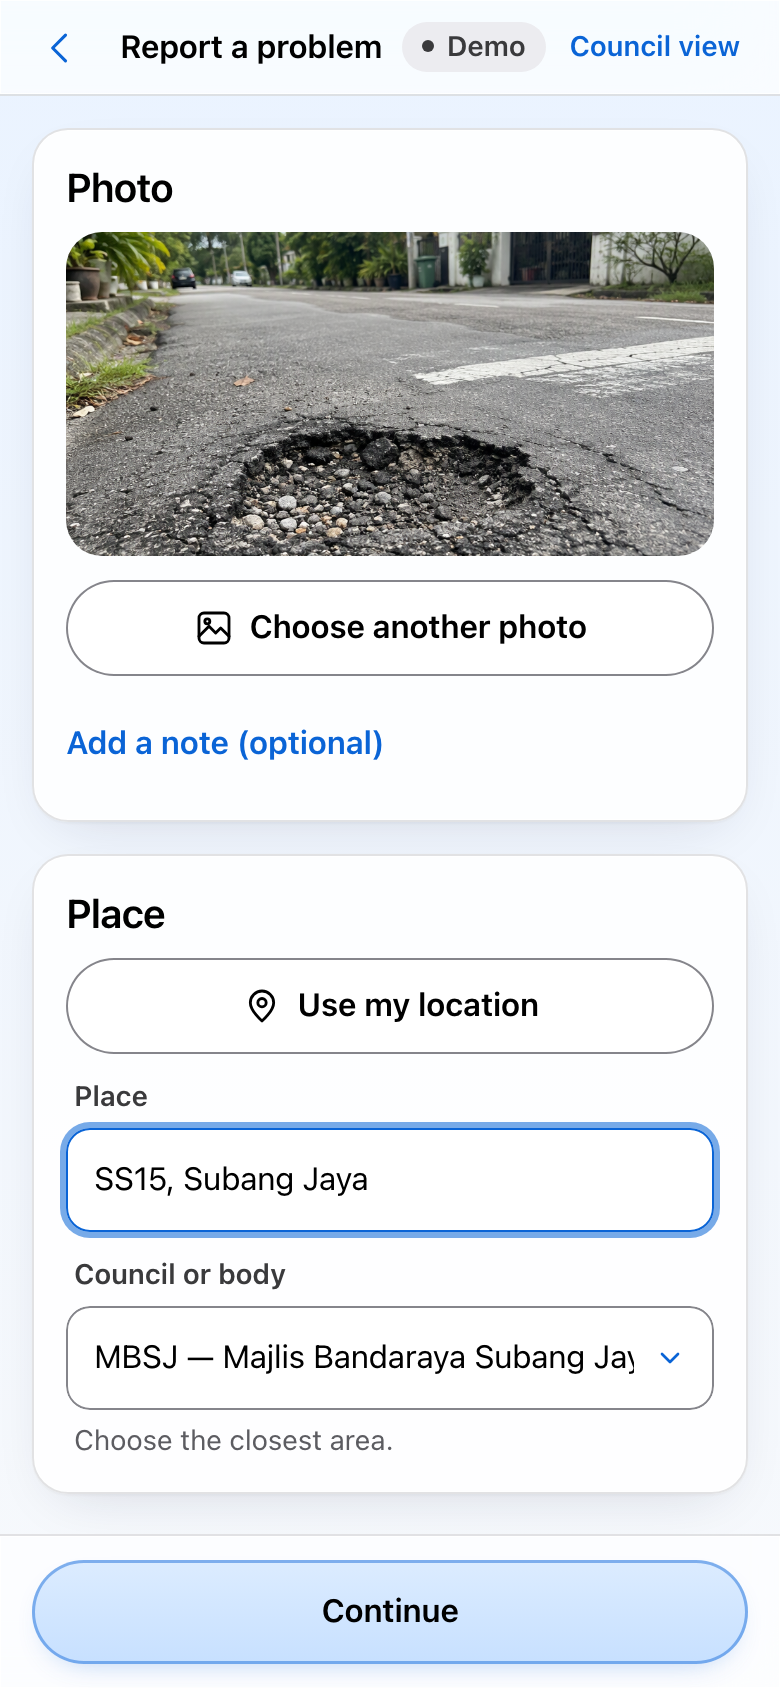 Report a problem
Demo
Council view
Photo
Choose another photo
Add a note (optional)
Place
Use my location
Place
SS15, Subang Jaya
Council or body
MBSJ — Majlis Bandaraya Subang Jay
Choose the closest area.
Continue